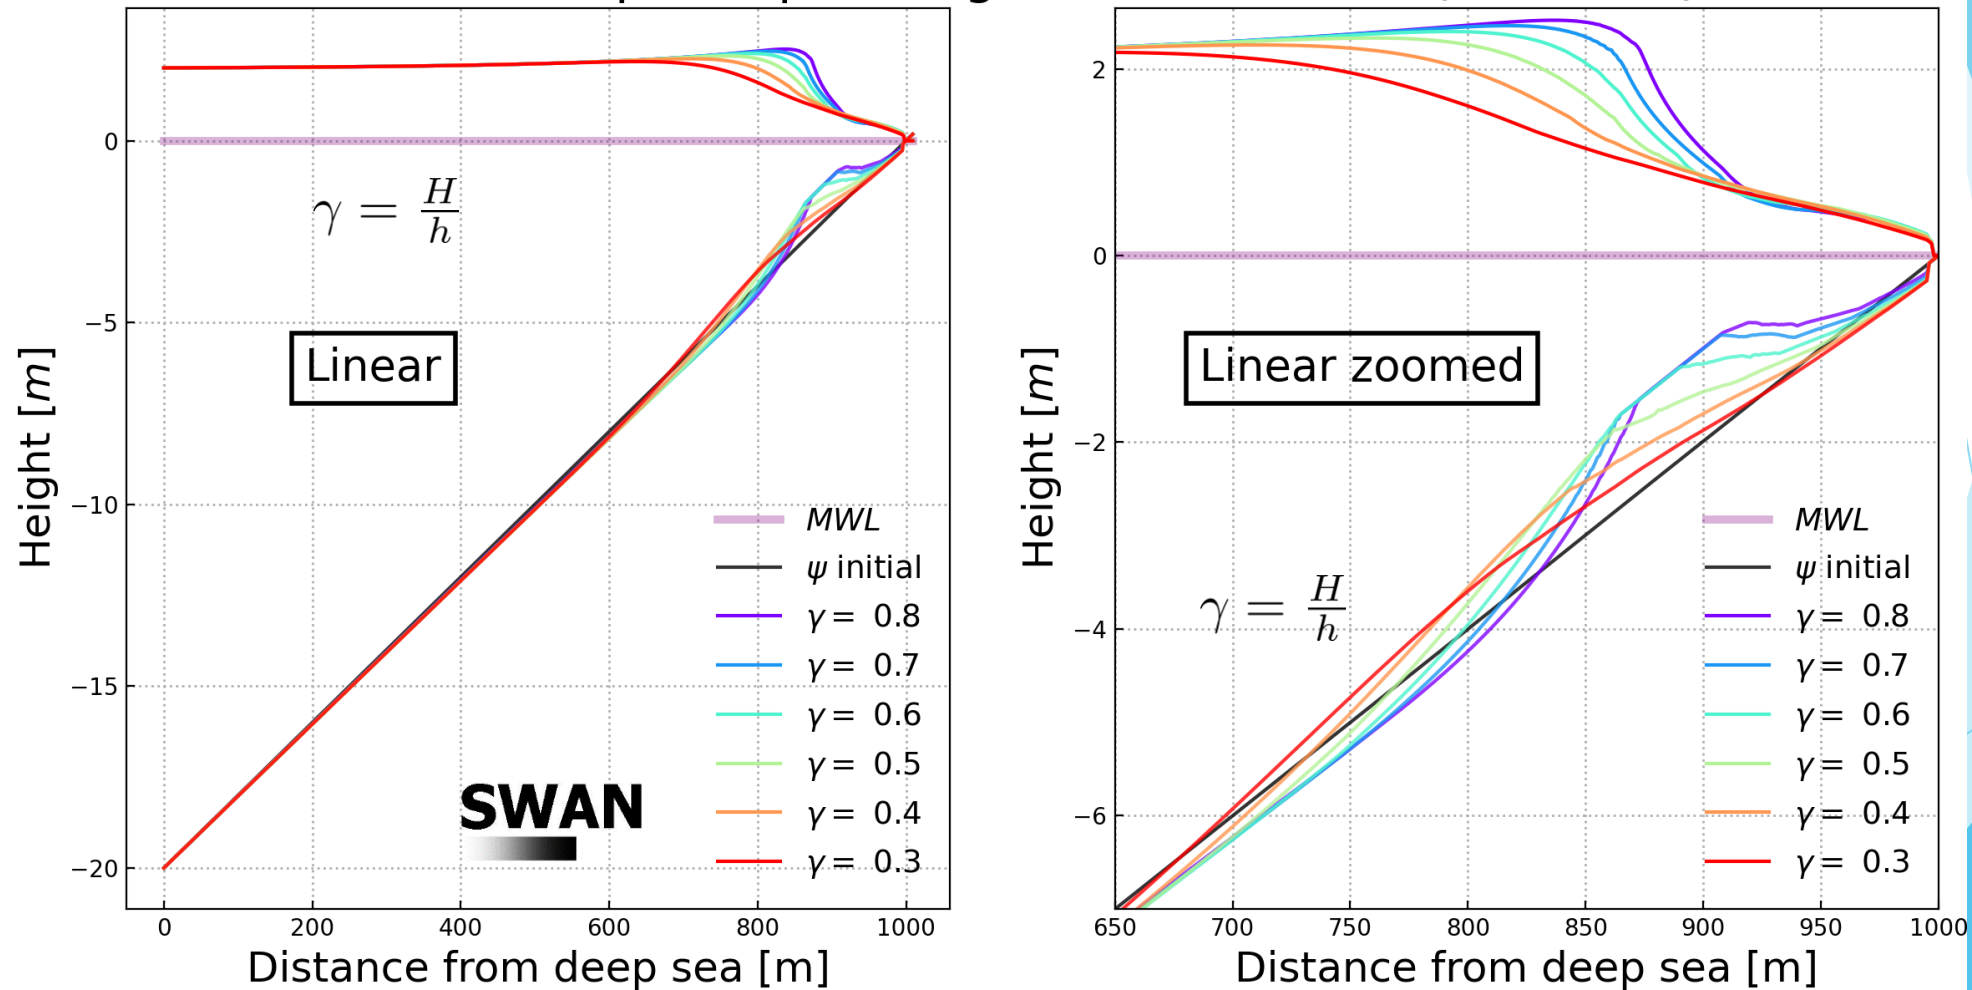 Height [m]
0
−5
−10
−15
−20
γ = H/h
Linear
SWAN
MWL
ψ initial
γ = 0.8
γ = 0.7
γ = 0.6
γ = 0.5
γ = 0.4
γ = 0.3
0 200 400 600 800 1000
Distance from deep sea [m]
Height [m]
2
0
−2
−4
−6
Linear zoomed
γ = H/h
MWL
ψ initial
γ = 0.8
γ = 0.7
γ = 0.6
γ = 0.5
γ = 0.4
γ = 0.3
650 700 750 800 850 900 950 1000
Distance from deep sea [m]